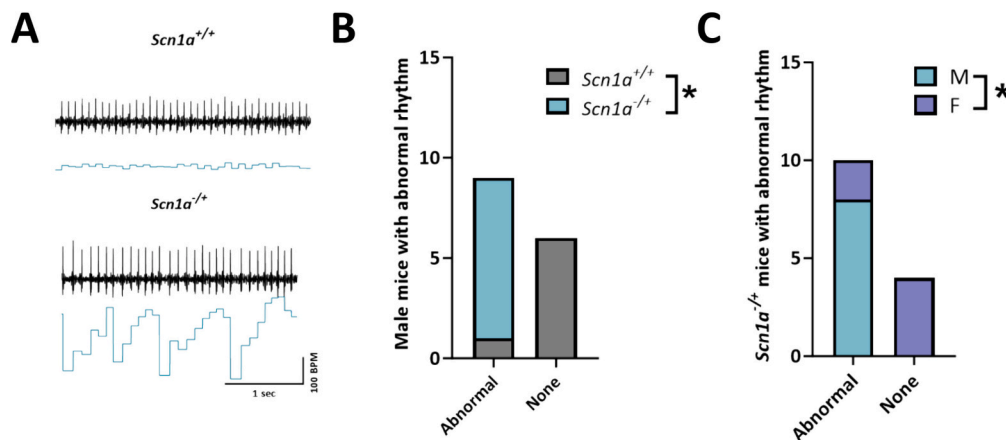 A
Scn1a+/+
Scn1a-/+
1 sec
100 BPM
B
Male mice with abnormal rhythm
15
10
5
0
Scn1a+/+
Scn1a-/+
*
Abnormal
None
C
Scn1a-/+ mice with abnormal rhythm
15
10
5
0
M
F
*
Abnormal
None